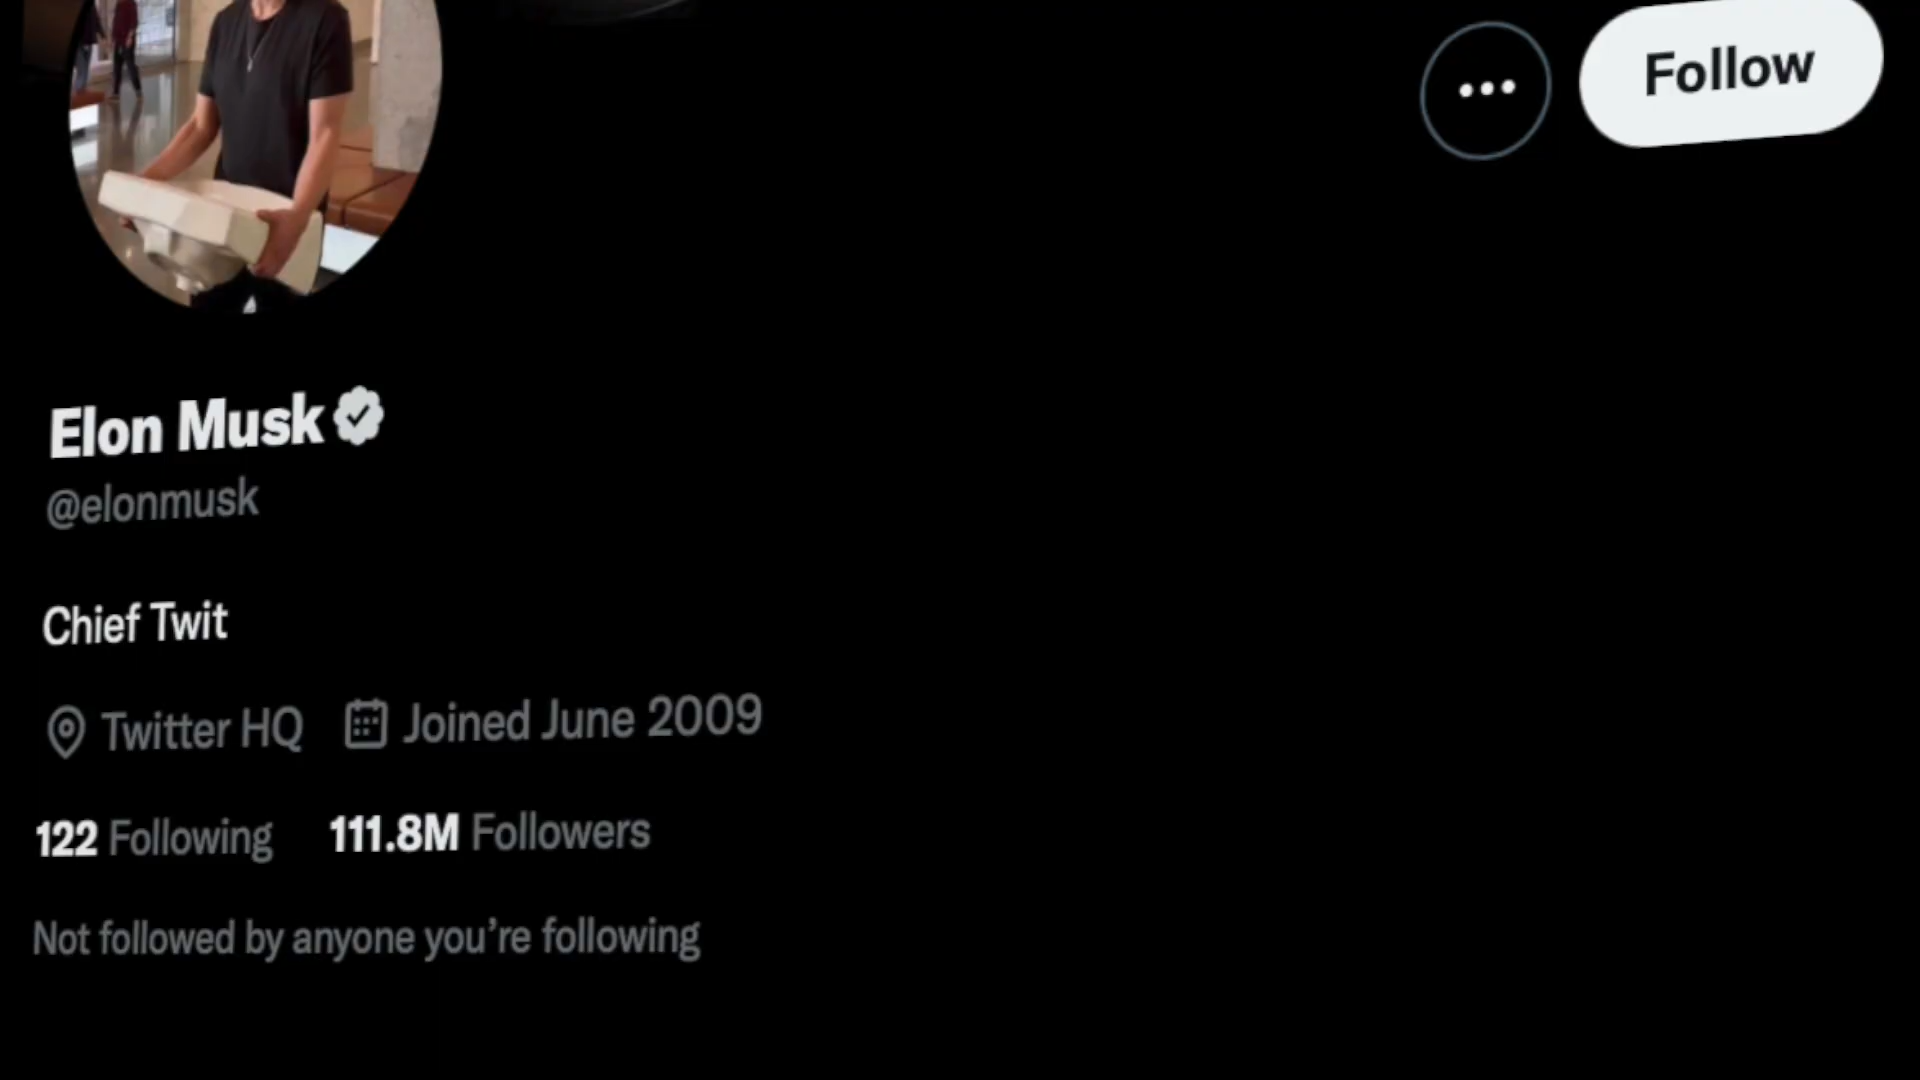 Follow
Elon Musk
@elonmusk
Chief Twit
Twitter HQ Joined June 2009
122 Following 111.8M Followers
Not followed by anyone you’re following